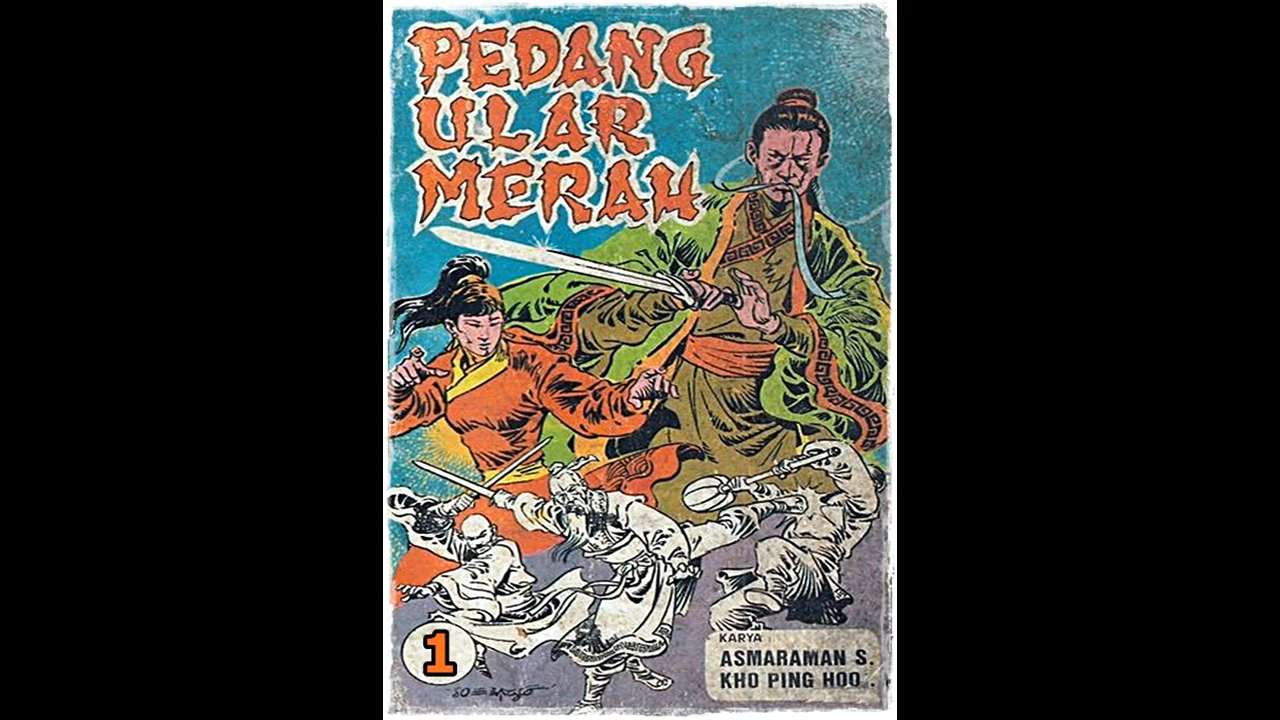 PEDANG
ULAR
MERAH
1
KARYA :
ASMARAMAN S.
KHO PING HOO.